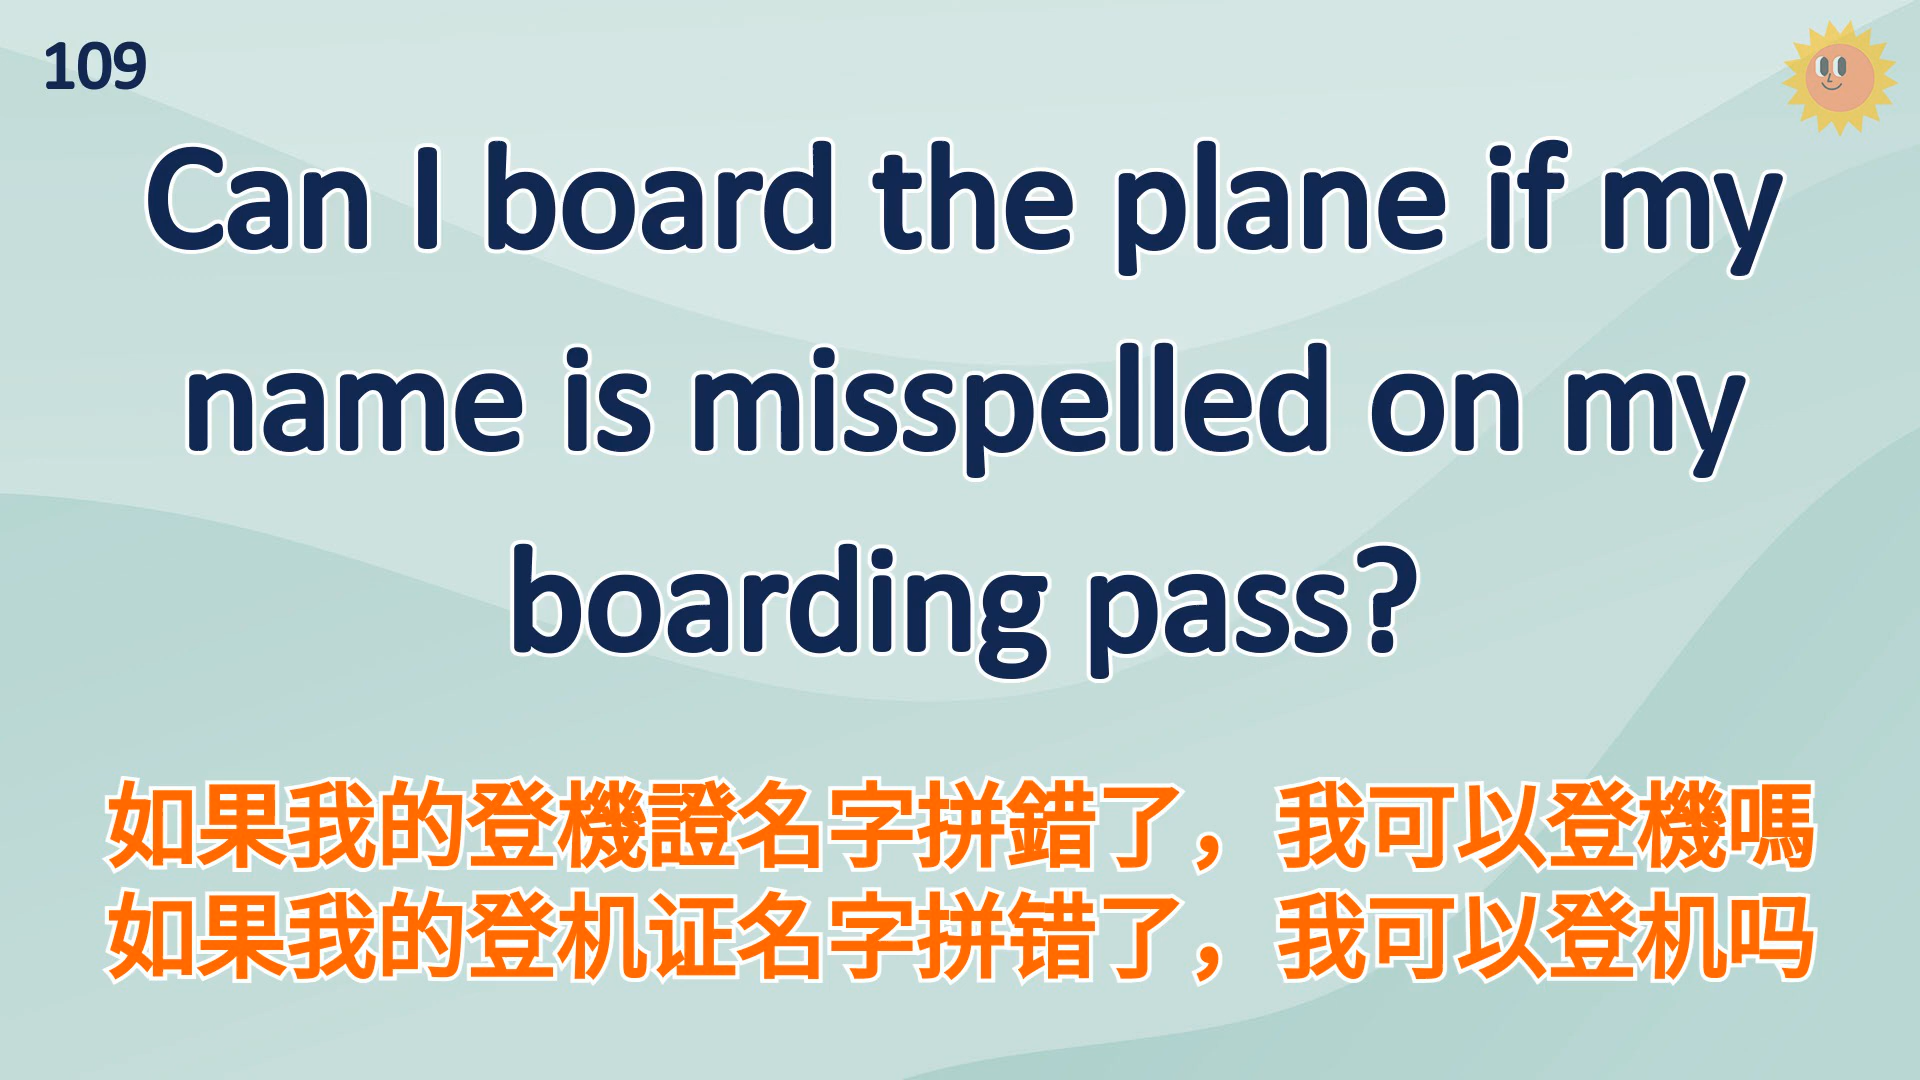 109
Can I board the plane if my
name is misspelled on my
boarding pass?
如果我的登機證名字拼錯了，我可以登機嗎
如果我的登机证名字拼错了，我可以登机吗